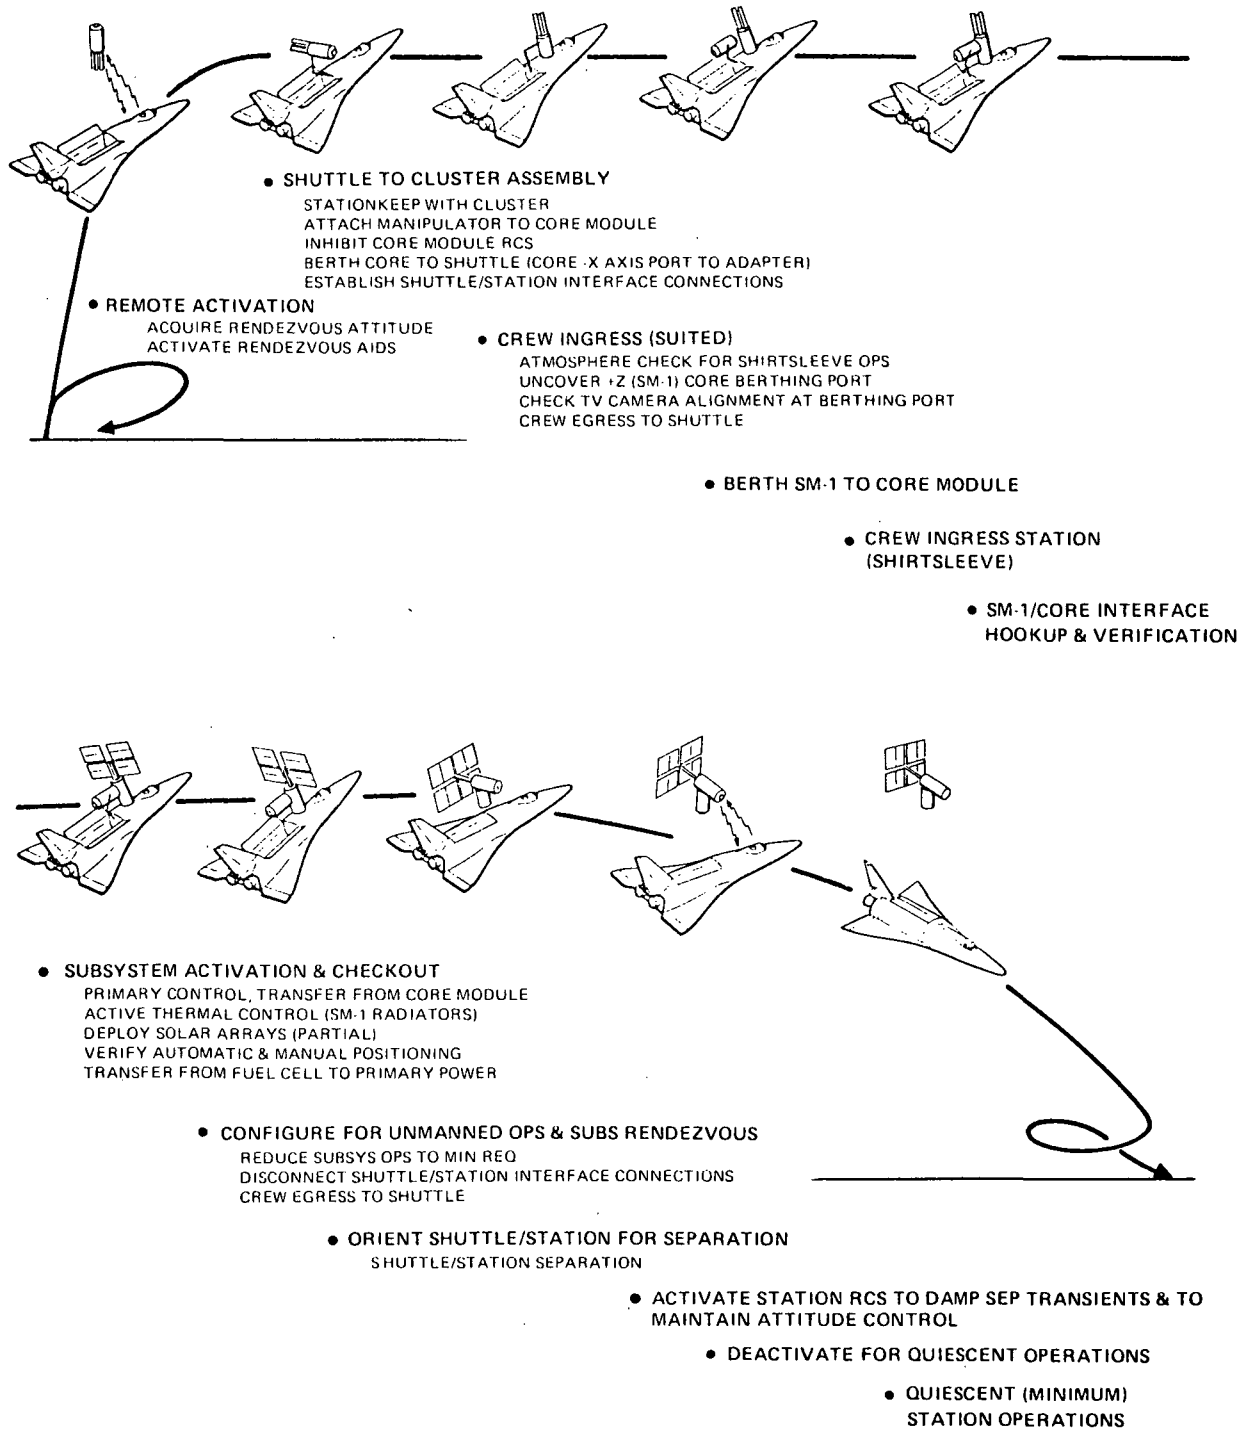 • SHUTTLE TO CLUSTER ASSEMBLY
STATIONKEEP WITH CLUSTER
ATTACH MANIPULATOR TO CORE MODULE
INHIBIT CORE MODULE RCS
BERTH CORE TO SHUTTLE (CORE -X AXIS PORT TO ADAPTER)
ESTABLISH SHUTTLE/STATION INTERFACE CONNECTIONS
• REMOTE ACTIVATION
ACQUIRE RENDEZVOUS ATTITUDE
ACTIVATE RENDEZVOUS AIDS
• CREW INGRESS (SUITED)
ATMOSPHERE CHECK FOR SHIRTSLEEVE OPS
UNCOVER +Z (SM-1) CORE BERTHING PORT
CHECK TV CAMERA ALIGNMENT AT BERTHING PORT
CREW EGRESS TO SHUTTLE
• BERTH SM-1 TO CORE MODULE
• CREW INGRESS STATION
(SHIRTSLEEVE)
• SM-1/CORE INTERFACE
HOOKUP & VERIFICATION
• SUBSYSTEM ACTIVATION & CHECKOUT
PRIMARY CONTROL, TRANSFER FROM CORE MODULE
ACTIVE THERMAL CONTROL (SM-1 RADIATORS)
DEPLOY SOLAR ARRAYS (PARTIAL)
VERIFY AUTOMATIC & MANUAL POSITIONING
TRANSFER FROM FUEL CELL TO PRIMARY POWER
• CONFIGURE FOR UNMANNED OPS & SUBS RENDEZVOUS
REDUCE SUBSYS OPS TO MIN REQ
DISCONNECT SHUTTLE/STATION INTERFACE CONNECTIONS
CREW EGRESS TO SHUTTLE
• ORIENT SHUTTLE/STATION FOR SEPARATION
SHUTTLE/STATION SEPARATION
• ACTIVATE STATION RCS TO DAMP SEP TRANSIENTS & TO
MAINTAIN ATTITUDE CONTROL
• DEACTIVATE FOR QUIESCENT OPERATIONS
• QUIESCENT (MINIMUM)
STATION OPERATIONS